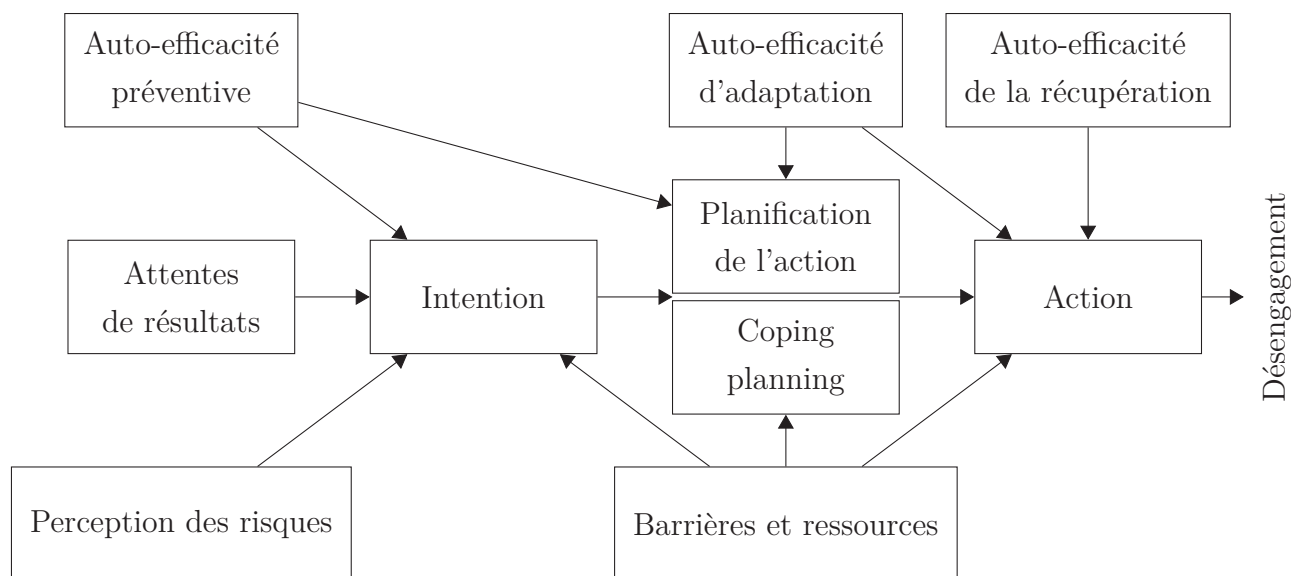 Auto-efficacité
préventive
Auto-efficacité
d'adaptation
Auto-efficacité
de la récupération
Planification
de l'action
Attentes
de résultats
Intention
Action
Coping
planning
Désengagement
Perception des risques
Barrières et ressources